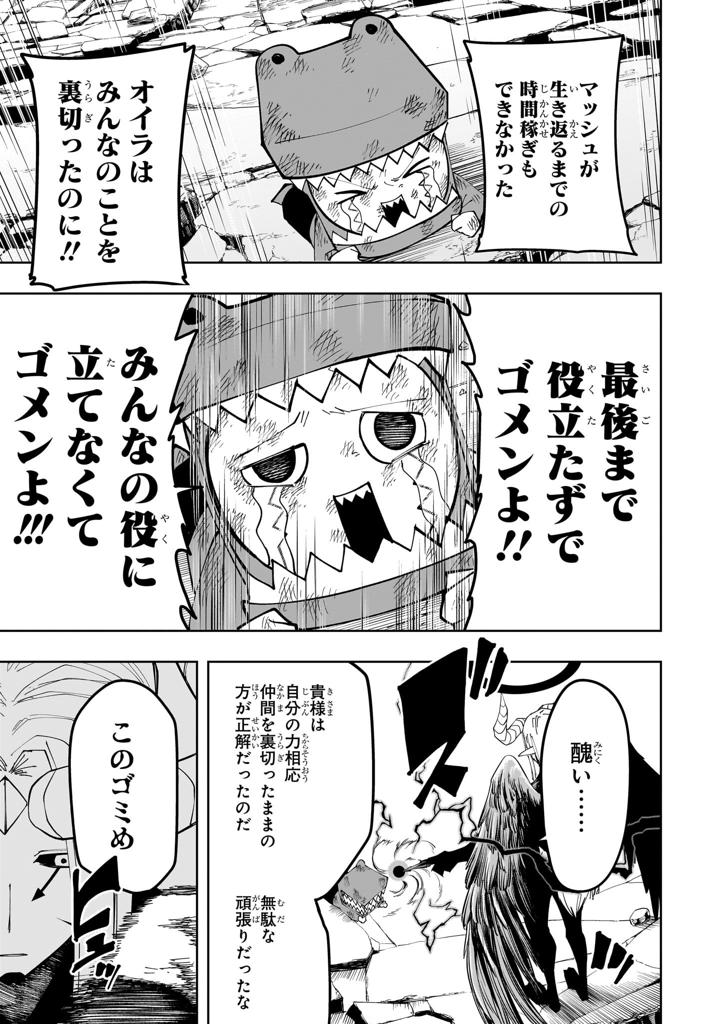 マッシュが
生き返るまでの
時間稼ぎも
できなかった
オイラは
みんなのことを
裏切ったのに!!
最後まで
役立たずで
ゴメンよ!!
みんなの役に
立てなくて
ゴメンよ!!!
醜い……
貴様は
自分の力相応
仲間を裏切ったままの
方が正解だったのだ
無駄な
頑張りだったな
このゴミめ
ヒュッ